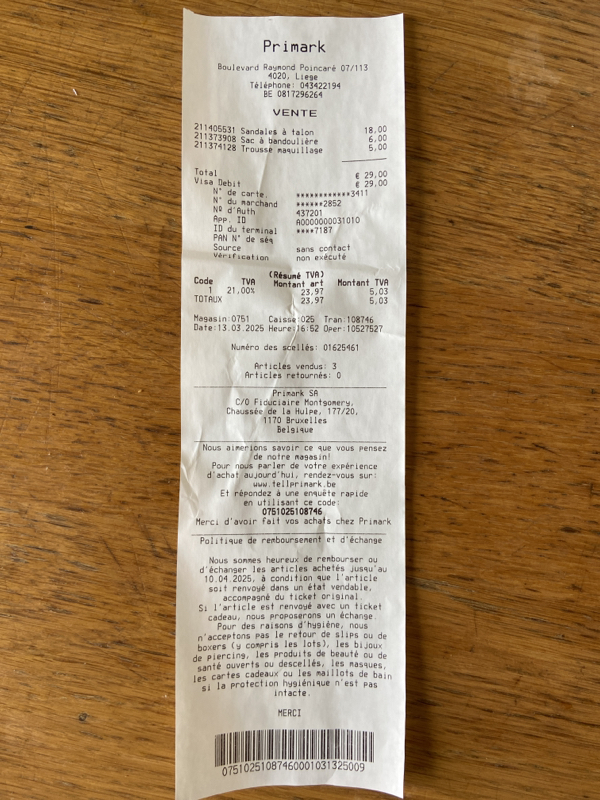 Primark
Boulevard Raymond Poincaré 07/113
4020, Liege
Téléphone: 043422194
BE 0817296264
VENTE
211405531 Sandales à talon 18,00
211373908 Sac à bandoulière 6,00
211374128 Trousse maquillage 5,00
Total € 29,00
Visa Debit € 29,00
N° de carte. ************3411
N° du marchand ******2852
Nº d'Auth 437201
App. ID A0000000031010
ID du terminal ****7187
PAN N° de séq
Source sans contact
Vérification non exécuté
(Résumé TVA)
Code TVA Montant art Montant TVA
1 21,00% 23,97 5,03
TOTAUX 23,97 5,03
Magasin:0751 Caisse:025 Tran:108746
Date:13.03.2025 Heure:16:52 Oper:10527527
Numéro des scellés: 01625461
Articles vendus: 3
Articles retournés: 0
Primark SA
C/O Fiduciaire Montgomery,
Chaussée de la Hulpe, 177/20,
1170 Bruxelles
Belgique
Nous aimerions savoir ce que vous pensez
de notre magasin!
Pour nous parler de votre expérience
d'achat aujourd'hui, rendez-vous sur:
www.tellprimark.be
Et répondez à une enquête rapide
en utilisant ce code:
0751025108746
Merci d'avoir fait vos achats chez Primark
Politique de remboursement et d'échange
Nous sommes heureux de rembourser ou
d'échanger les articles achetés jusqu'au
10.04.2025, à condition que l'article
soit renvoyé dans un état vendable,
accompagné du ticket original.
Si l'article est renvoyé avec un ticket
cadeau, nous proposerons un échange.
Pour des raisons d'hygiène, nous
n'acceptons pas le retour de slips ou de
boxers (y compris les lots), les bijoux
de piercing, les produits de beauté ou de
santé ouverts ou descellés, les masques,
les cartes cadeaux ou les maillots de bain
si la protection hygiénique n'est pas
intacte.
MERCI
07510251087460001031325009